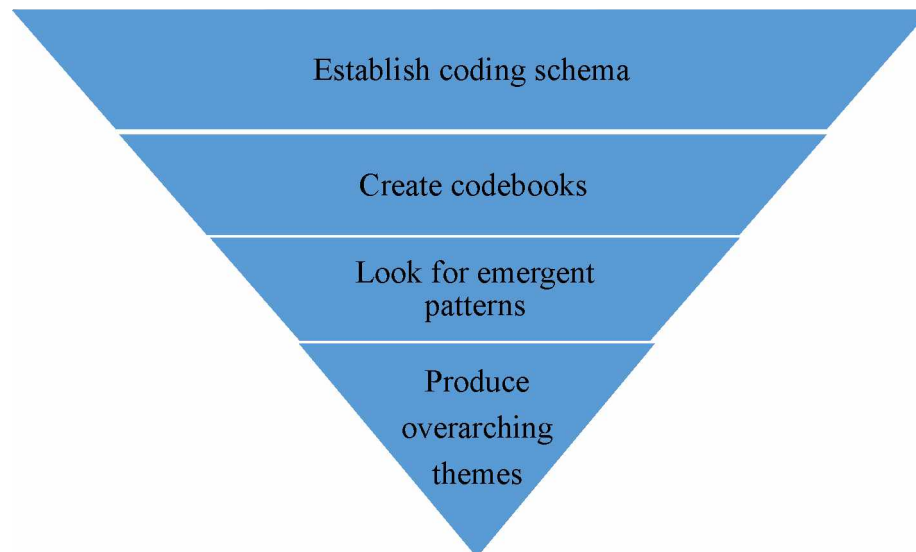 Establish coding schema
Create codebooks
Look for emergent
patterns
Produce
overarching
themes